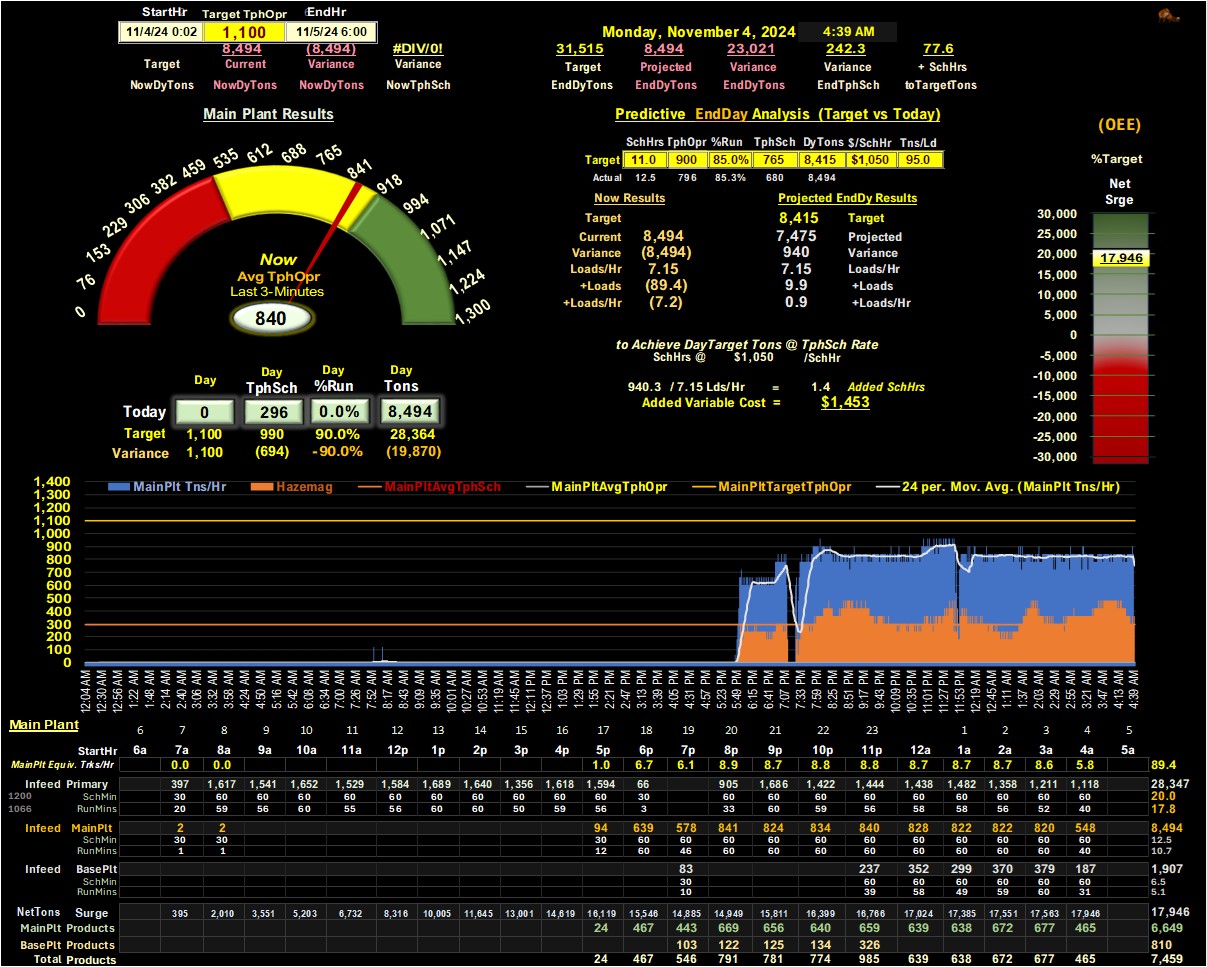 StartHr Target TphOpr EndHr
11/4/24 0:02 1,100 11/5/24 6:00
8,494 (8,494) #DIV/0!
Target Current Variance Variance
NowDyTons NowDyTons NowDyTons NowTphSch
Monday, November 4, 2024 4:39 AM
31,515 8,494 23,021 242.3 77.6
Target Projected Variance Variance + SchHrs
EndDyTons EndDyTons EndDyTons EndTphSch toTargetTons
Main Plant Results
0 76 153 229 306 382 459 535 612 688 765 841 918 994 1,071 1,147 1,224 1,300
Now
Avg TphOpr
Last 3-Minutes
840
Day Day Day Day
TphSch %Run Tons
Today 0 296 0.0% 8,494
Target 1,100 990 90.0% 28,364
Variance 1,100 (694) -90.0% (19,870)
Predictive EndDay Analysis (Target vs Today)
SchHrs TphOpr %Run TphSch DyTons $/SchHr Tns/Ld
Target 11.0 900 85.0% 765 8,415 $1,050 95.0
Actual 12.5 796 85.3% 680 8,494
Now Results Projected EndDy Results
Target 8,415 Target
Current 8,494 7,475 Projected
Variance (8,494) 940 Variance
Loads/Hr 7.15 7.15 Loads/Hr
+Loads (89.4) 9.9 +Loads
+Loads/Hr (7.2) 0.9 +Loads/Hr
to Achieve DayTarget Tons @ TphSch Rate
SchHrs @ $1,050 /SchHr
940.3 / 7.15 Lds/Hr = 1.4 Added SchHrs
Added Variable Cost = $1,453
(OEE)
%Target
Net
Srge
30,000
25,000
20,000
17,946
15,000
10,000
5,000
0
-5,000
-10,000
-15,000
-20,000
-25,000
-30,000
MainPlt Tns/Hr Hazemag MainPltAvgTphSch MainPltAvgTphOpr MainPltTargetTphOpr 24 per. Mov. Avg. (MainPlt Tns/Hr)
1,400
1,300
1,200
1,100
1,000
900
800
700
600
500
400
300
200
100
0
12:04 AM 12:30 AM 12:56 AM 1:22 AM 1:48 AM 2:14 AM 2:40 AM 3:06 AM 3:32 AM 3:58 AM 4:24 AM 4:50 AM 5:16 AM 5:42 AM 6:08 AM 6:34 AM 7:00 AM 7:26 AM 7:52 AM 8:17 AM 8:43 AM 9:09 AM 9:35 AM 10:01 AM 10:27 AM 10:53 AM 11:19 AM 11:45 AM 12:11 PM 12:37 PM 1:03 PM 1:29 PM 1:55 PM 2:21 PM 2:47 PM 3:13 PM 3:39 PM 4:05 PM 4:31 PM 4:57 PM 5:23 PM 5:49 PM 6:15 PM 6:41 PM 7:07 PM 7:33 PM 7:59 PM 8:25 PM 8:51 PM 9:17 PM 9:43 PM 10:09 PM 10:35 PM 11:01 PM 11:27 PM 11:53 PM 12:19 AM 12:45 AM 1:11 AM 1:37 AM 2:03 AM 2:29 AM 2:55 AM 3:21 AM 3:47 AM 4:13 AM 4:39 AM
Main Plant 6 7 8 9 10 11 12 13 14 15 16 17 18 19 20 21 22 23 1 2 3 4 5
StartHr 6a 7a 8a 9a 10a 11a 12p 1p 2p 3p 4p 5p 6p 7p 8p 9p 10p 11p 12a 1a 2a 3a 4a 5a
MainPlt Equiv. Trks/Hr 0.0 0.0 1.0 6.7 6.1 8.9 8.7 8.8 8.8 8.7 8.7 8.7 8.6 5.8 89.4
Infeed Primary 397 1,617 1,541 1,652 1,529 1,584 1,689 1,640 1,356 1,618 1,594 66 905 1,686 1,422 1,444 1,438 1,482 1,358 1,211 1,118 28,347
1200 SchMin 30 60 60 60 60 60 60 60 60 60 60 30 60 60 60 60 60 60 60 60 60 20.0
1066 RunMins 20 59 56 60 55 56 56 60 56 59 56 3 33 60 59 56 58 58 56 52 40 17.8
Infeed MainPlt 2 2 94 639 578 841 824 834 840 828 822 822 820 548 8,494
SchMin 30 30 30 60 60 60 60 60 60 60 60 60 60 60 12.5
RunMins 1 1 12 60 46 60 60 60 60 60 60 60 60 40 10.7
Infeed BasePlt 83 237 352 299 370 379 187 1,907
SchMin 30 60 60 60 60 60 60 6.5
RunMins 10 39 58 49 59 60 31 5.1
NetTons Surge 395 2,010 3,551 5,203 6,732 8,316 10,005 11,645 13,001 14,619 16,119 15,546 14,885 14,949 15,811 16,399 16,766 17,024 17,385 17,551 17,563 17,946 17,946
MainPlt Products 24 467 443 669 656 640 659 639 638 672 677 465 6,649
BasePlt Products 103 122 125 134 326 810
Total Products 24 467 546 791 781 774 985 639 638 672 677 465 7,459